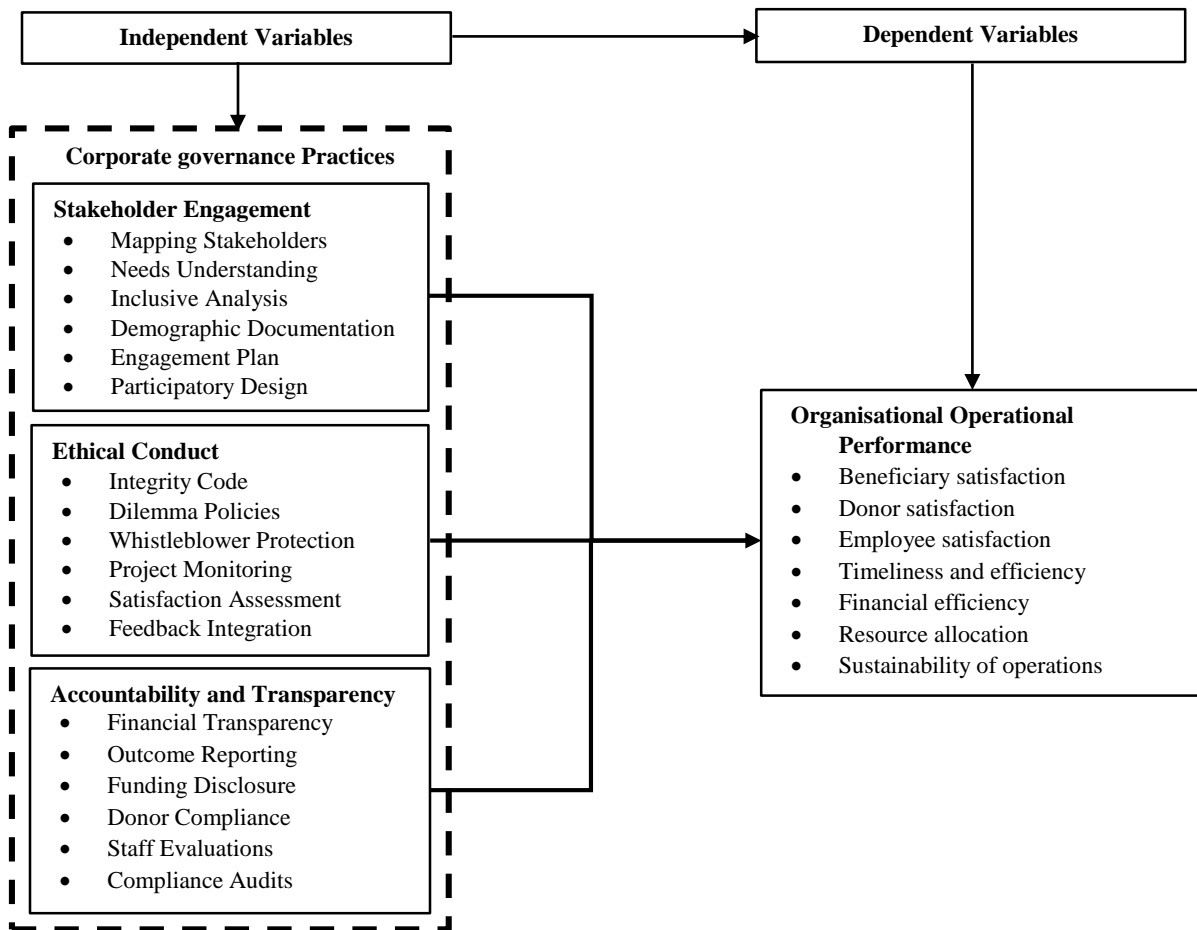 Independent Variables
Dependent Variables
Corporate governance Practices
Stakeholder Engagement
• Mapping Stakeholders
• Needs Understanding
• Inclusive Analysis
• Demographic Documentation
• Engagement Plan
• Participatory Design
Ethical Conduct
• Integrity Code
• Dilemma Policies
• Whistleblower Protection
• Project Monitoring
• Satisfaction Assessment
• Feedback Integration
Accountability and Transparency
• Financial Transparency
• Outcome Reporting
• Funding Disclosure
• Donor Compliance
• Staff Evaluations
• Compliance Audits
Organisational Operational
Performance
• Beneficiary satisfaction
• Donor satisfaction
• Employee satisfaction
• Timeliness and efficiency
• Financial efficiency
• Resource allocation
• Sustainability of operations